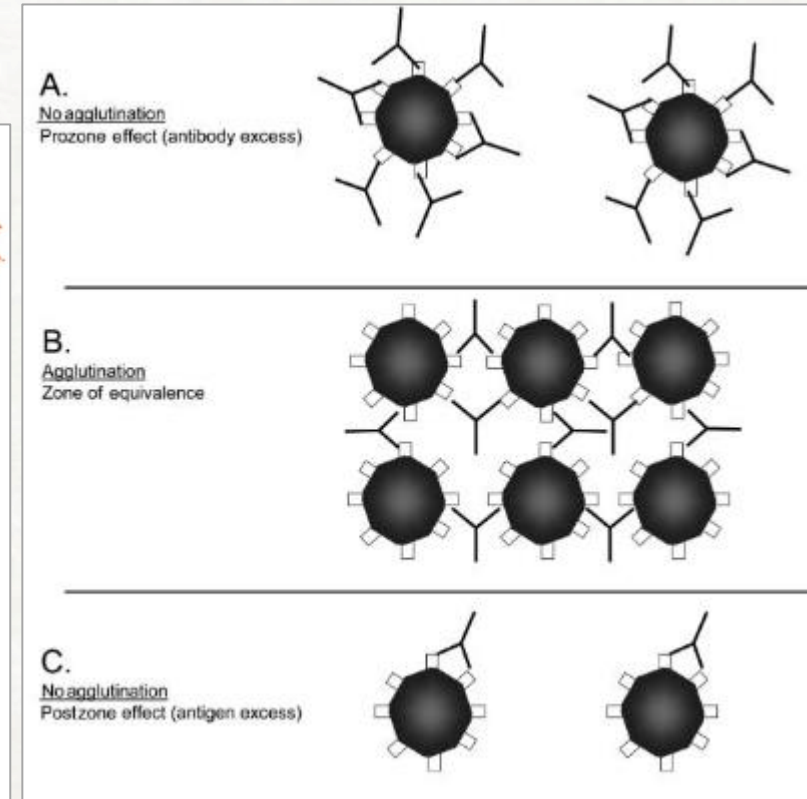 A.
No agglutination
Prozone effect (antibody excess)
B.
Agglutination
Zone of equivalence
C.
No agglutination
Postzone effect (antigen excess)